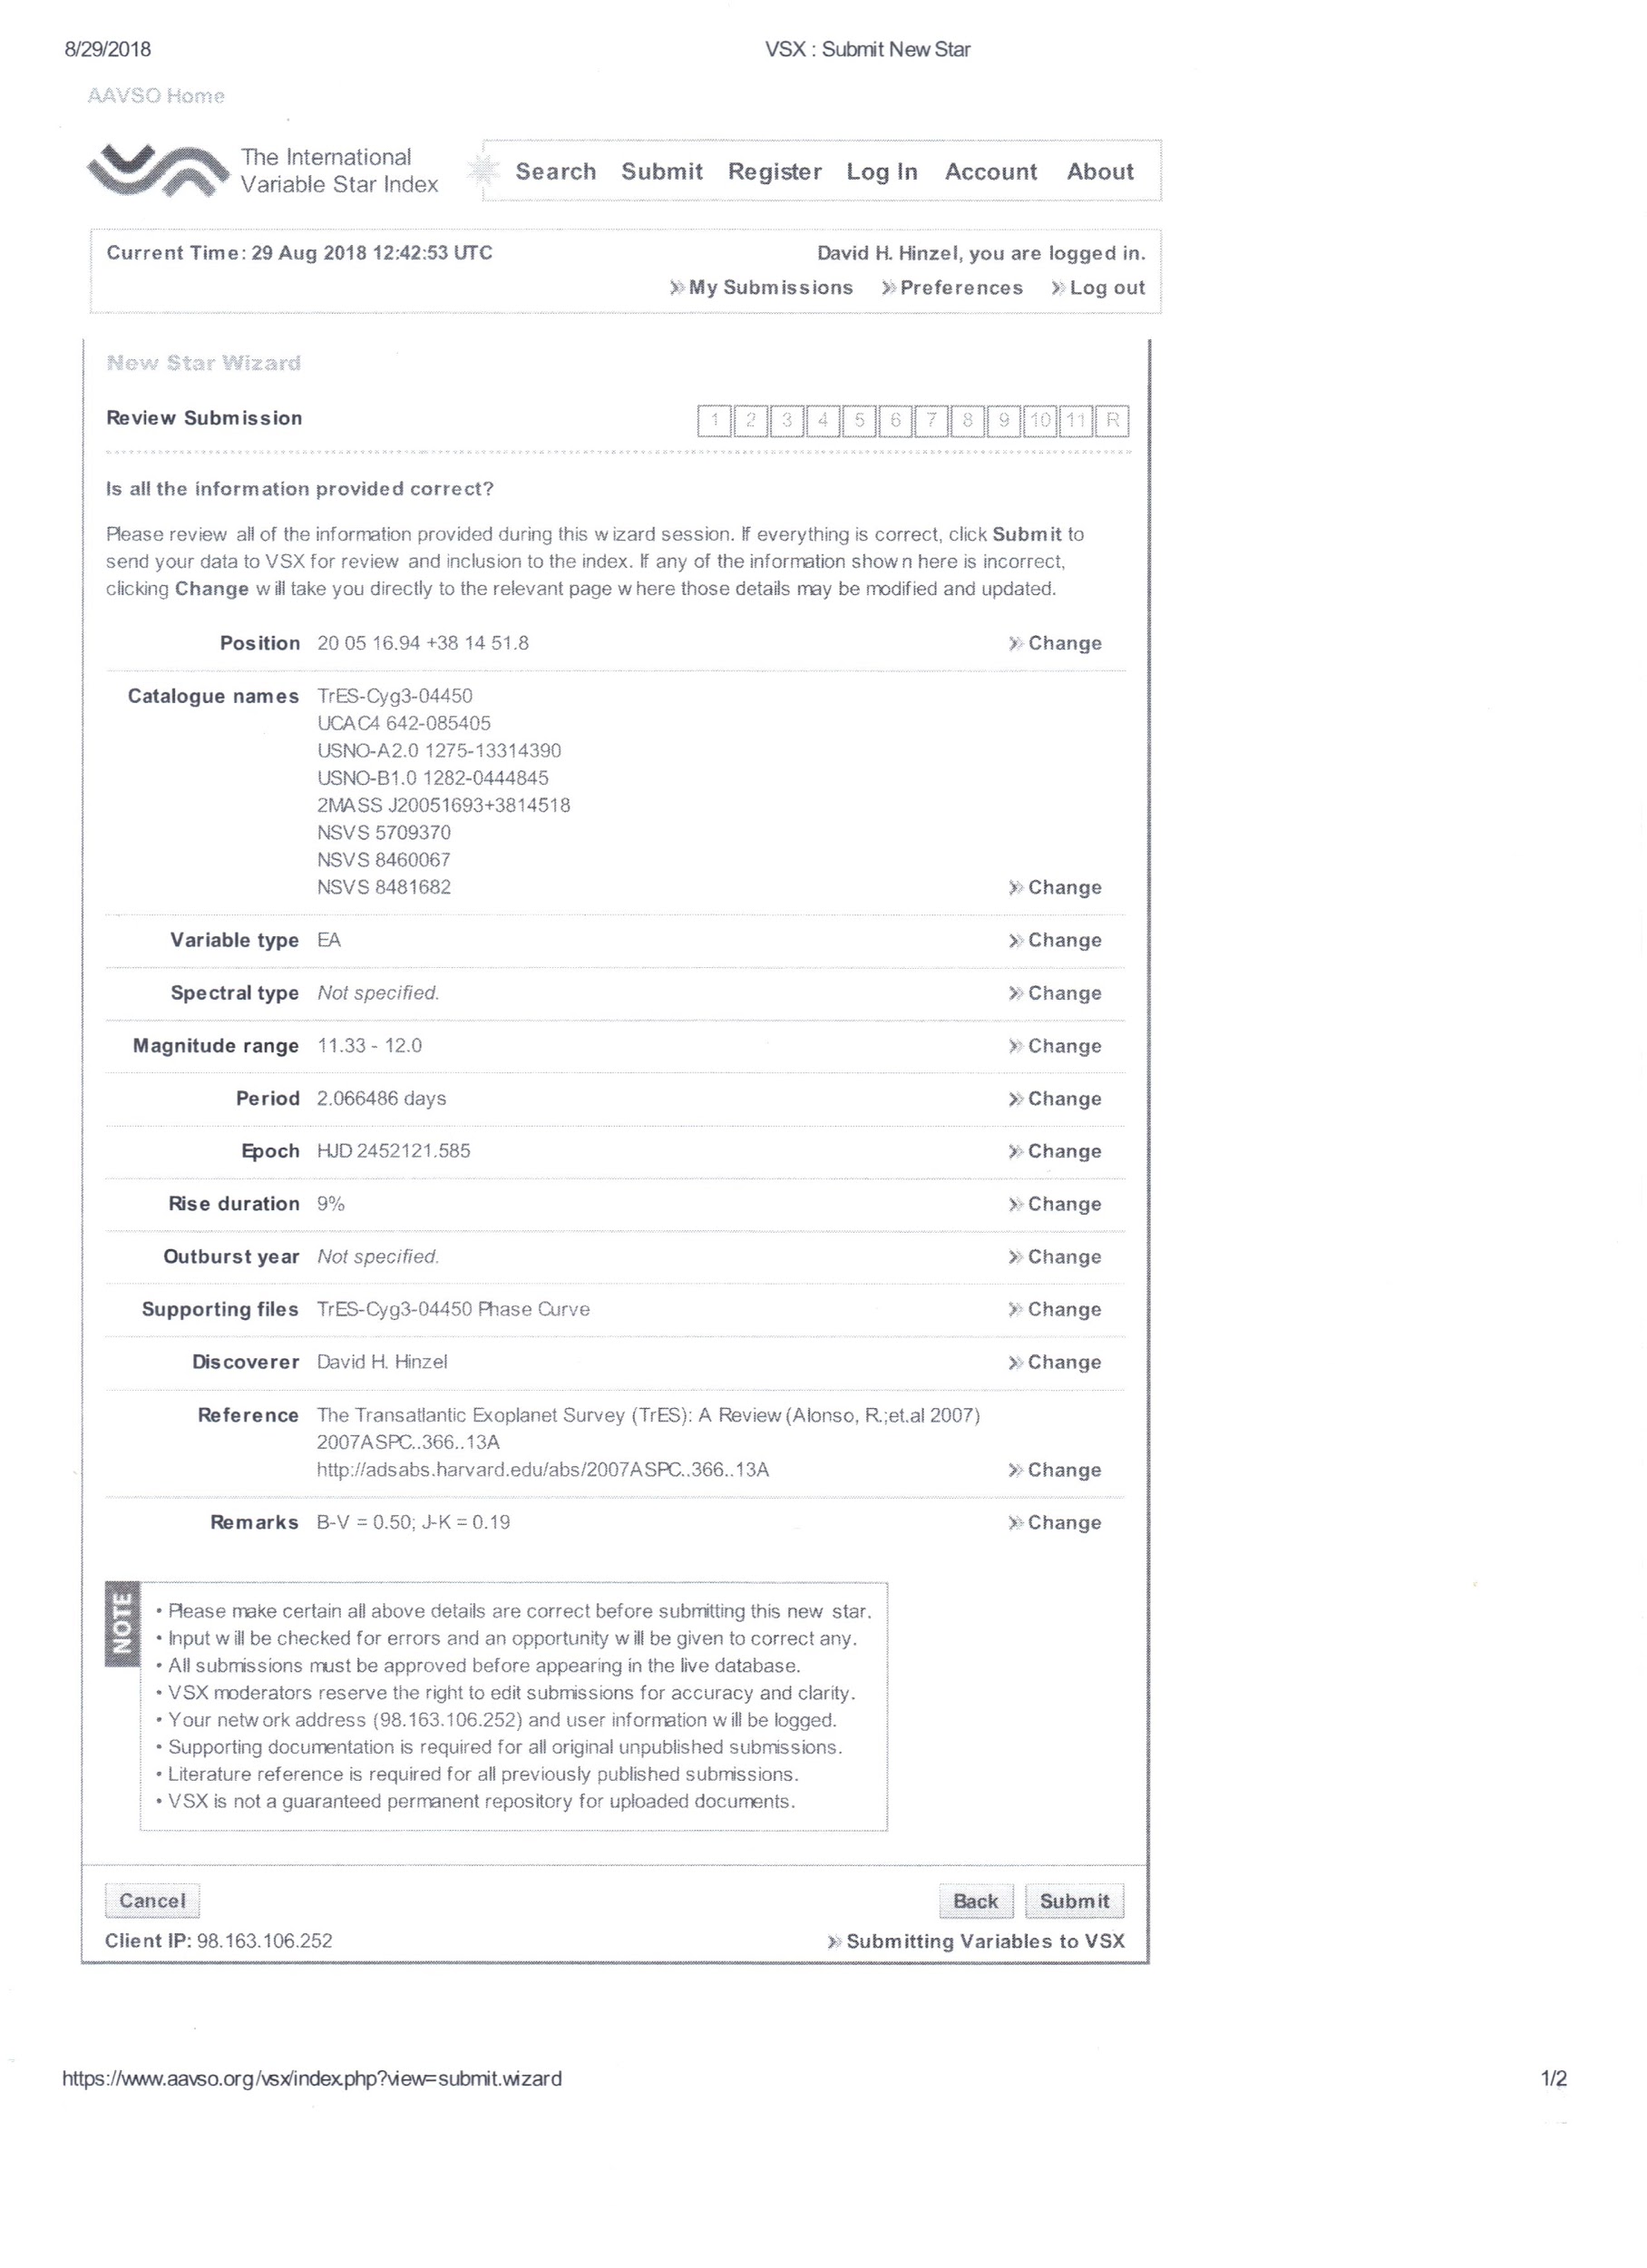 8/29/2018 VSX : Submit New Star
AAVSO Home
The International
Variable Star Index
Search Submit Register Log In Account About
Current Time: 29 Aug 2018 12:42:53 UTC David H. Hinzel, you are logged in.
My Submissions Preferences Log out
New Star Wizard
Review Submission 1 2 3 4 5 6 7 8 9 10 11 R
Is all the information provided correct?
Please review all of the information provided during this wizard session. If everything is correct, click Submit to
send your data to VSX for review and inclusion to the index. If any of the information shown here is incorrect,
clicking Change will take you directly to the relevant page where those details may be modified and updated.
Position 20 05 16.94 +38 14 51.8 Change
Catalogue names TrES-Cyg3-04450
UCAC4 642-085405
USNO-A2.0 1275-13314390
USNO-B1.0 1282-0444845
2MASS J20051693+3814518
NSVS 5709370
NSVS 8460067
NSVS 8481682 Change
Variable type EA Change
Spectral type Not specified. Change
Magnitude range 11.33 - 12.0 Change
Period 2.066486 days Change
Epoch HJD 2452121.585 Change
Rise duration 9% Change
Outburst year Not specified. Change
Supporting files TrES-Cyg3-04450 Phase Curve Change
Discoverer David H. Hinzel Change
Reference The Transatlantic Exoplanet Survey (TrES): A Review (Alonso, R.;et.al 2007)
2007ASPC..366..13A
http://adsabs.harvard.edu/abs/2007ASPC..366..13A Change
Remarks B-V = 0.50; J-K = 0.19 Change
NOTE
• Please make certain all above details are correct before submitting this new star.
• Input will be checked for errors and an opportunity will be given to correct any.
• All submissions must be approved before appearing in the live database.
• VSX moderators reserve the right to edit submissions for accuracy and clarity.
• Your network address (98.163.106.252) and user information will be logged.
• Supporting documentation is required for all original unpublished submissions.
• Literature reference is required for all previously published submissions.
• VSX is not a guaranteed permanent repository for uploaded documents.
Cancel Back Submit
Client IP: 98.163.106.252 Submitting Variables to VSX
https://www.aavso.org/vsx/index.php?view=submit.wizard 1/2